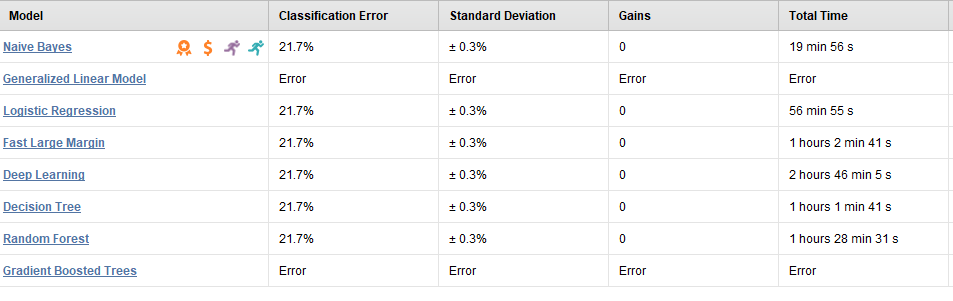 Model Classification Error Standard Deviation Gains Total Time
Naive Bayes 21.7% ± 0.3% 0 19 min 56 s
Generalized Linear Model Error Error Error Error
Logistic Regression 21.7% ± 0.3% 0 56 min 55 s
Fast Large Margin 21.7% ± 0.3% 0 1 hours 2 min 41 s
Deep Learning 21.7% ± 0.3% 0 2 hours 46 min 5 s
Decision Tree 21.7% ± 0.3% 0 1 hours 1 min 41 s
Random Forest 21.7% ± 0.3% 0 1 hours 28 min 31 s
Gradient Boosted Trees Error Error Error Error